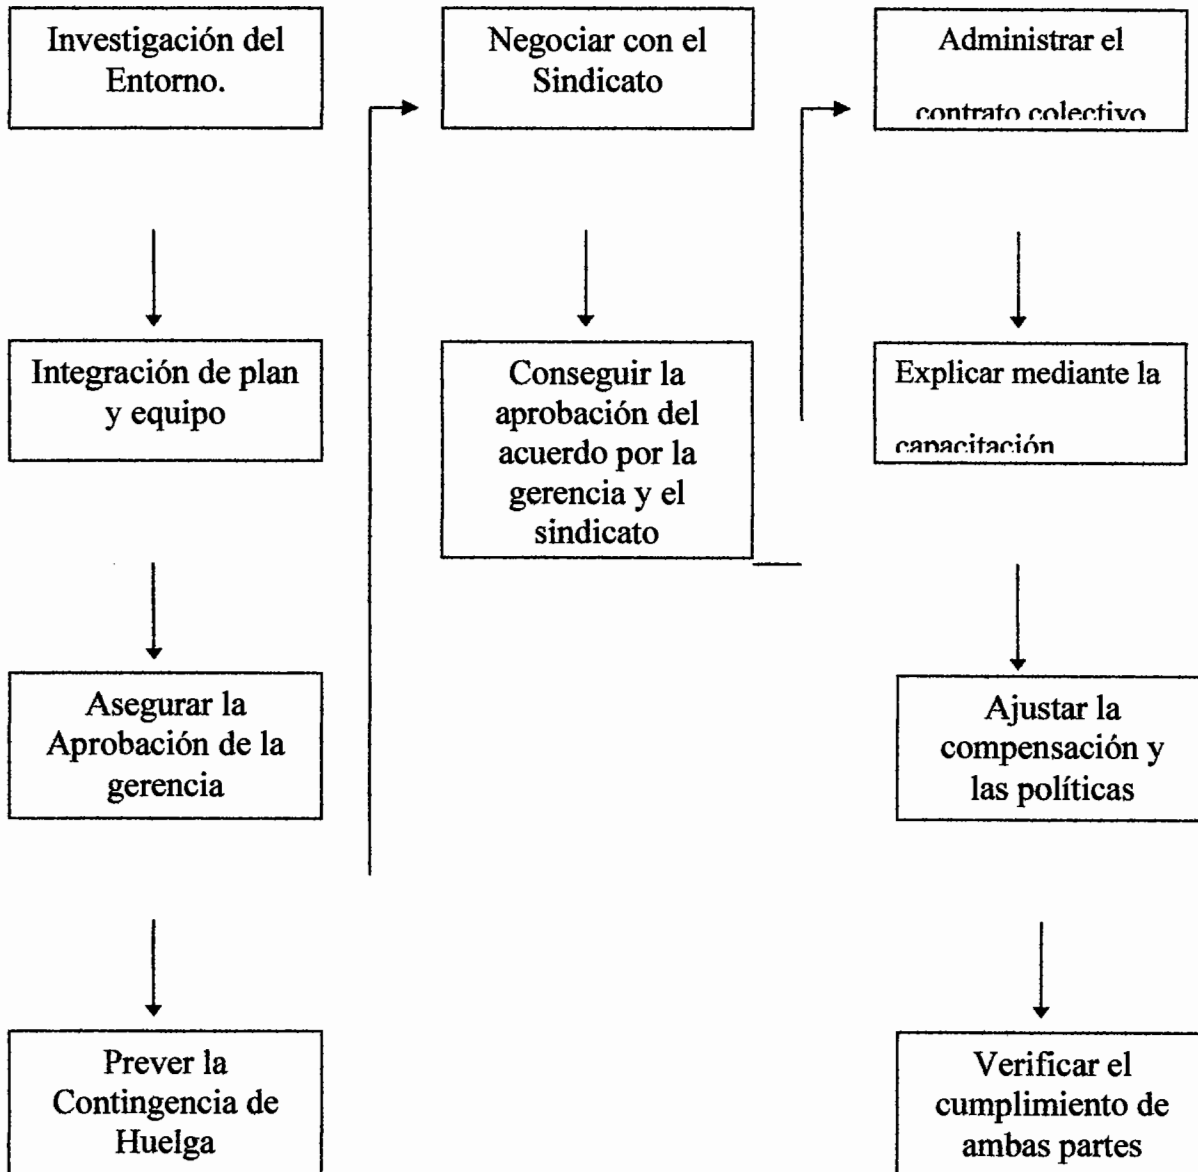 Investigación del
Entorno.
Integración de plan
y equipo
Asegurar la
Aprobación de la
gerencia
Prever la
Contingencia de
Huelga
Negociar con el
Sindicato
Conseguir la
aprobación del
acuerdo por la
gerencia y el
sindicato
Administrar el
contrato colectivo
Explicar mediante la
capacitación
Ajustar la
compensación y
las políticas
Verificar el
cumplimiento de
ambas partes